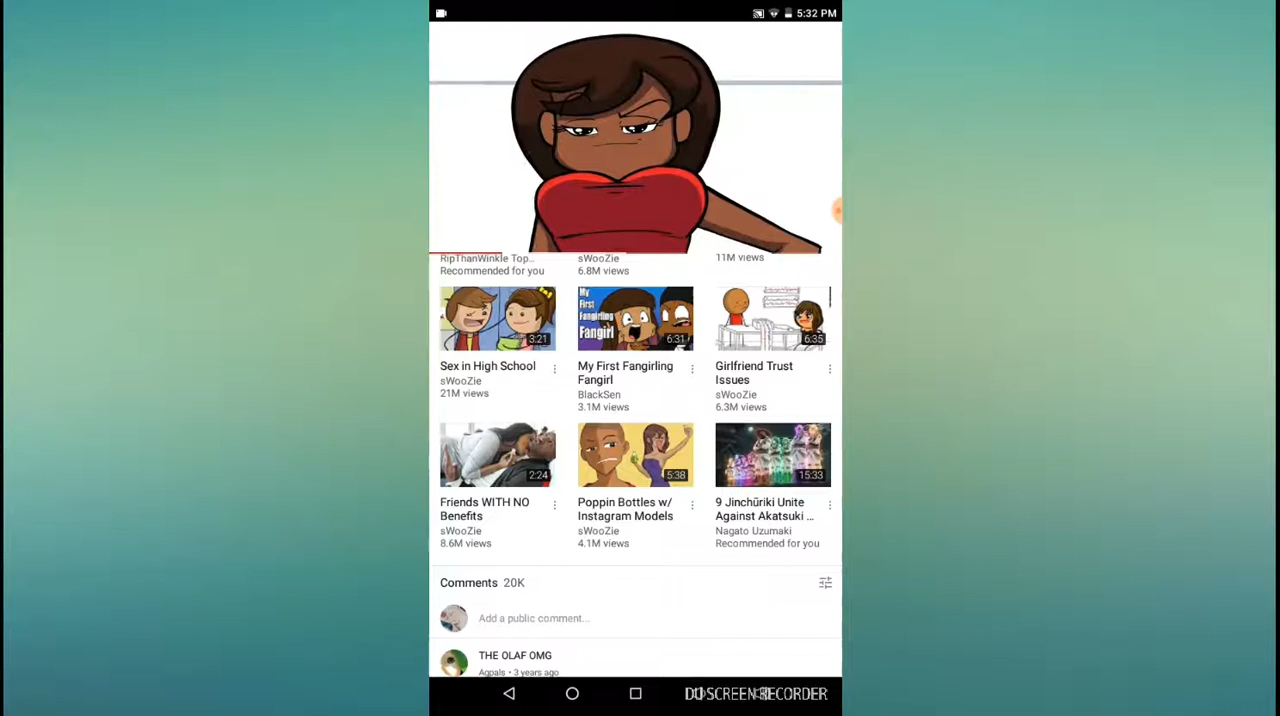 5:32 PM
RipThanWinkle Top...
Recommended for you
sWooZie
6.8M views
11M views
3:21
Sex in High School
sWooZie
21M views
My
First
Fangirling
Fangirl
6:31
My First Fangirling
Fangirl
BlackSen
3.1M views
6:35
Girlfriend Trust
Issues
sWooZie
6.3M views
2:24
Friends WITH NO
Benefits
sWooZie
8.6M views
5:38
Poppin Bottles w/
Instagram Models
sWooZie
4.1M views
15:33
9 Jinchūriki Unite
Against Akatsuki ...
Nagato Uzumaki
Recommended for you
Comments 20K
Add a public comment...
THE OLAF OMG
Agpals • 3 years ago
DU SCREEN RECORDER